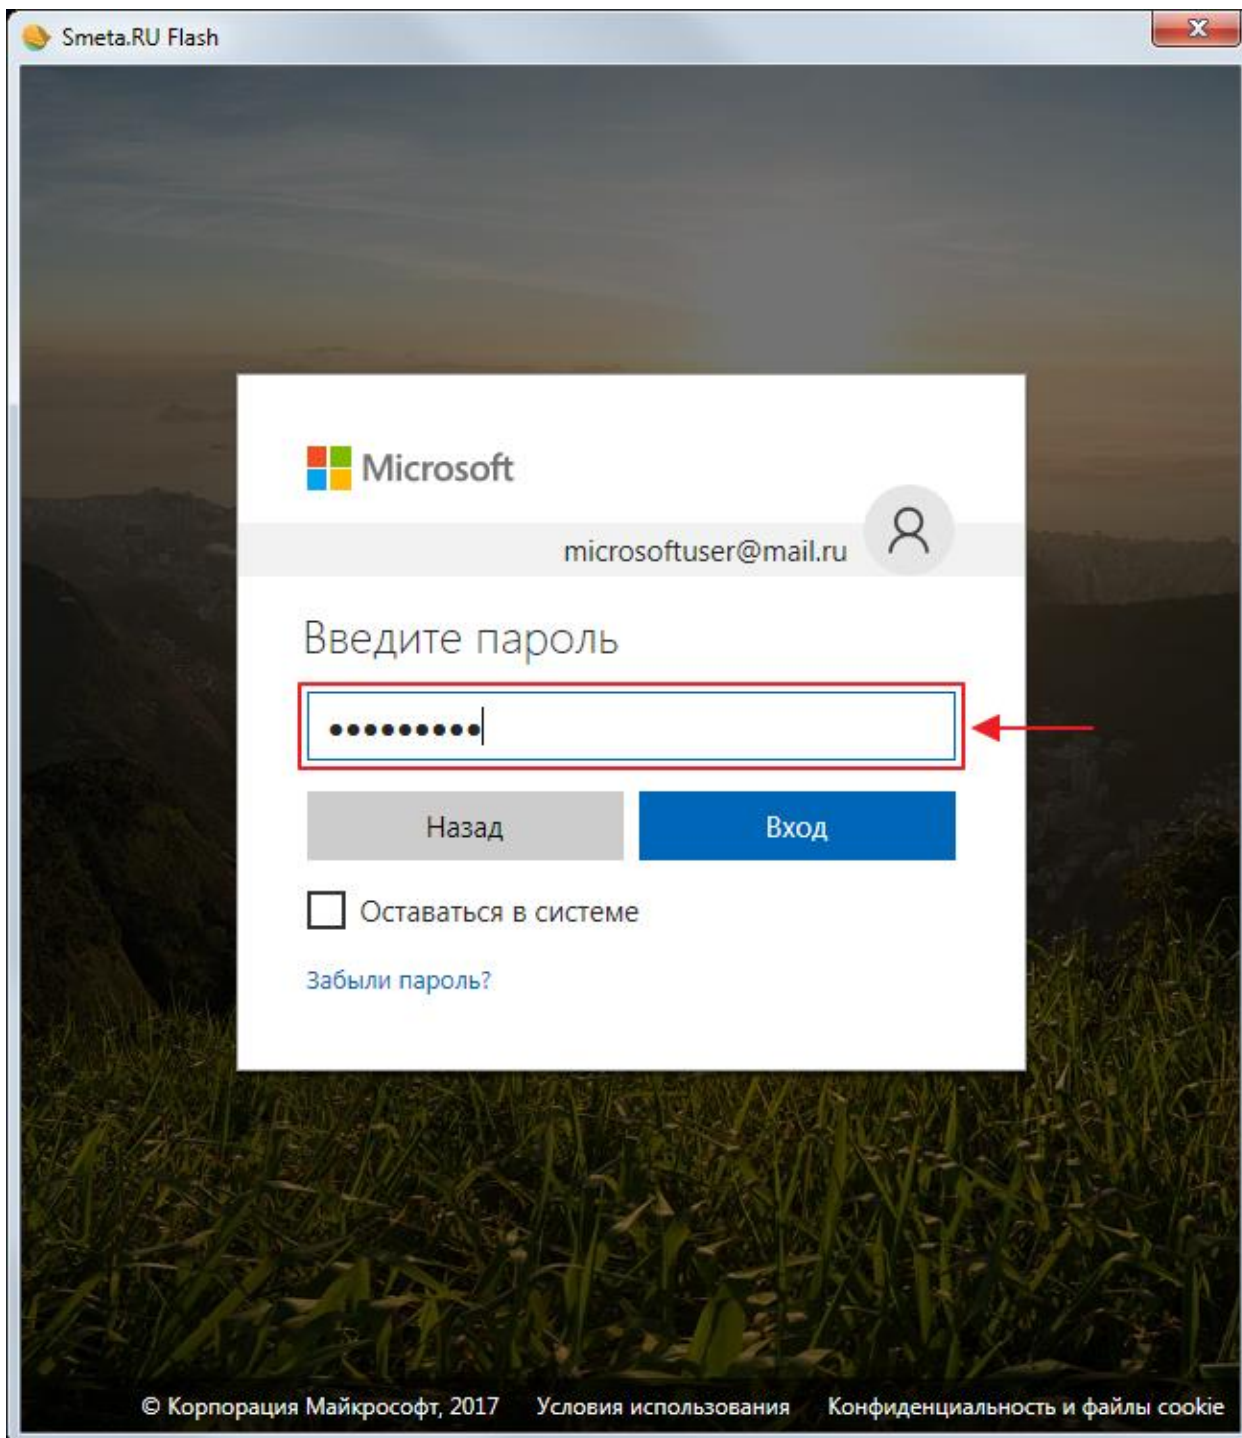 Smeta.RU Flash
Microsoft
microsoftuser@mail.ru
Введите пароль
•••••••••
Назад Вход
Оставаться в системе
Забыли пароль?
© Корпорация Майкрософт, 2017 Условия использования Конфиденциальность и файлы cookie